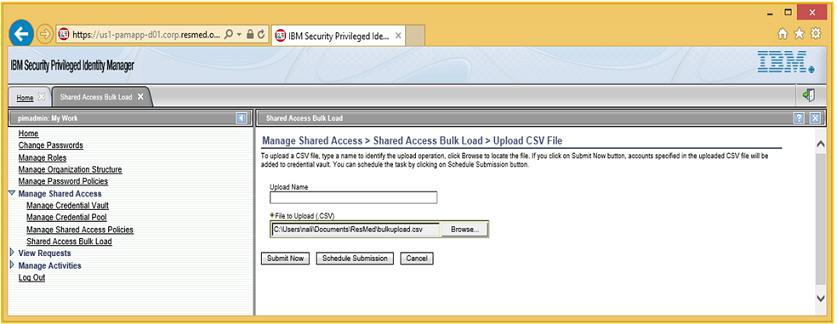 https://us1-pamapp-d01.corp.resmed.o...
IBM Security Privileged Ide...
IBM Security Privileged Identity Manager
IBM.
Home
Shared Access Bulk Load
pimadmin: My Work
Shared Access Bulk Load
Home
Change Passwords
Manage Roles
Manage Organization Structure
Manage Password Policies
Manage Shared Access
Manage Credential Vault
Manage Credential Pool
Manage Shared Access Policies
Shared Access Bulk Load
View Requests
Manage Activities
Log Out
Manage Shared Access > Shared Access Bulk Load > Upload CSV File
To upload a CSV file, type a name to identify the upload operation, click Browse to locate the file. If you click on Submit Now button, accounts specified in the uploaded CSV file will be
added to credential vault. You can schedule the task by clicking on Schedule Submission button.
Upload Name
*File to Upload (.CSV)
C:\Users\nali\Documents\ResMed\bulkupload.csv
Browse...
Submit Now
Schedule Submission
Cancel